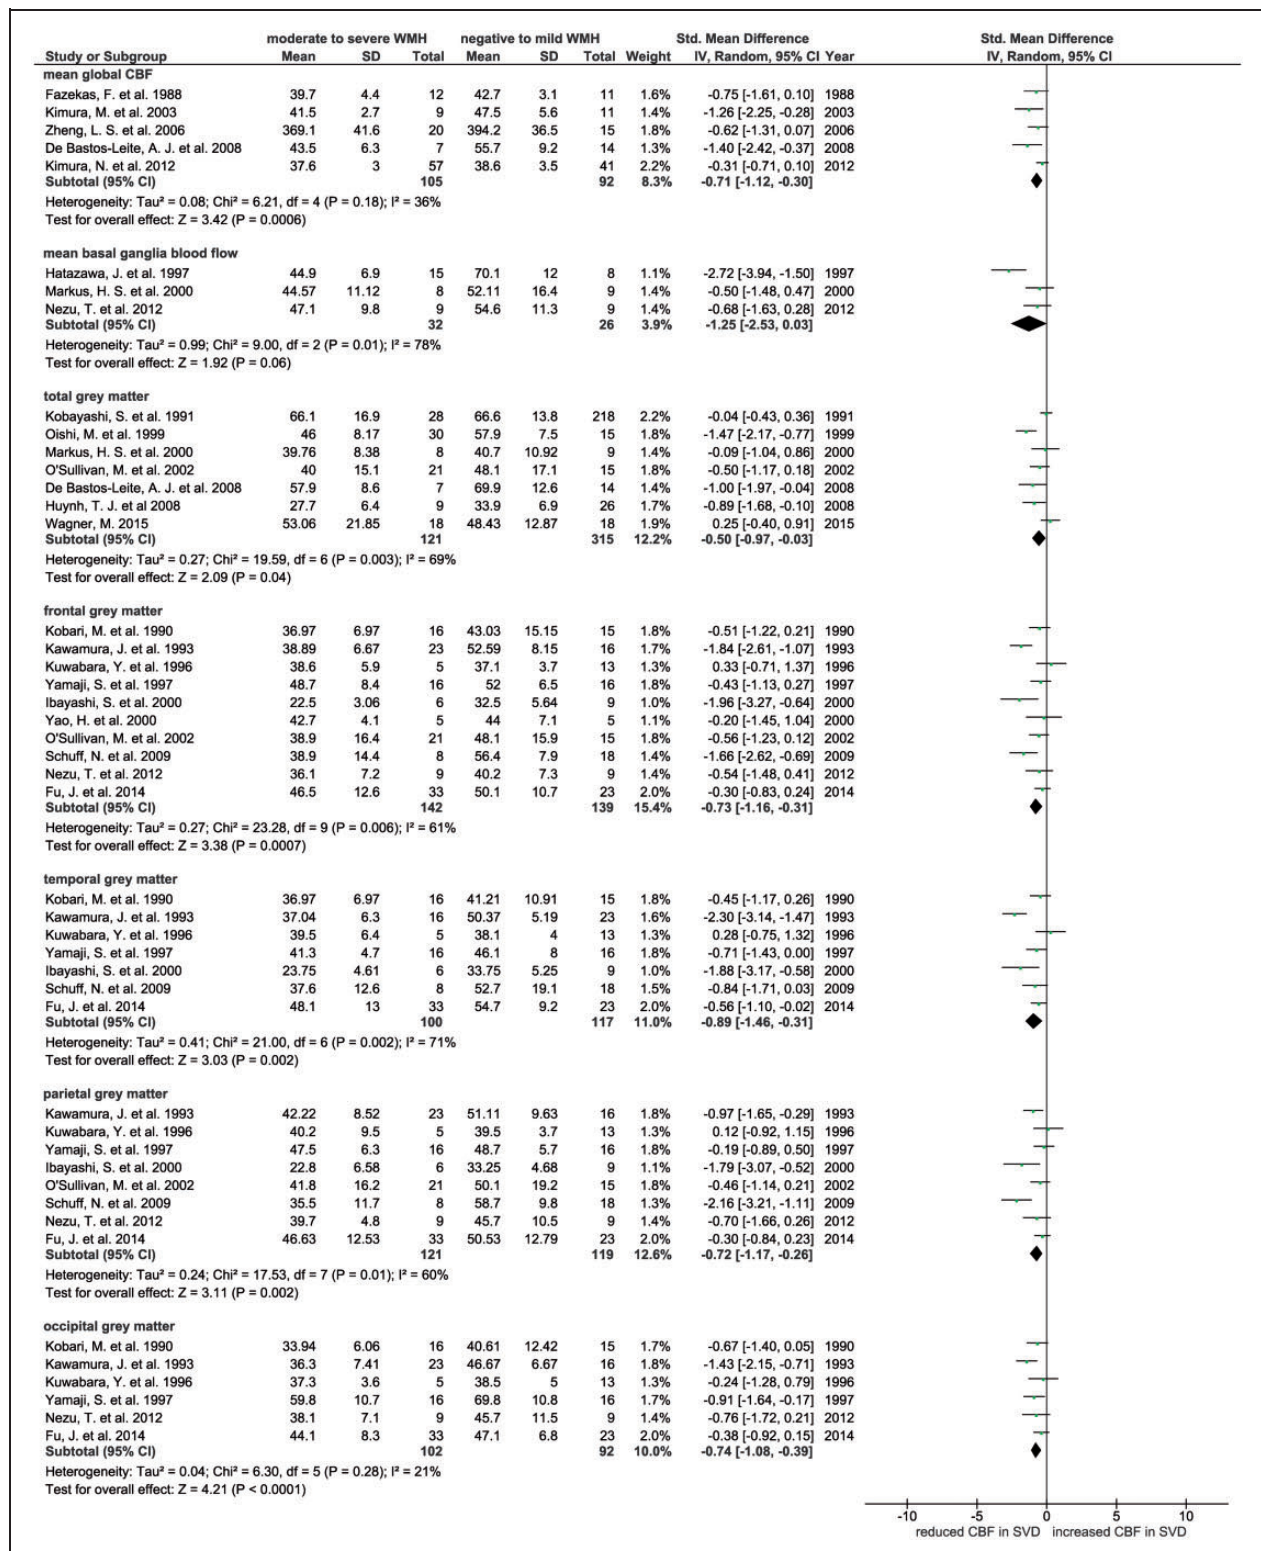 moderate to severe WMH negative to mild WMH Std. Mean Difference Std. Mean Difference
Study or Subgroup Mean SD Total Mean SD Total Weight IV, Random, 95% CI Year IV, Random, 95% CI
mean global CBF
Fazekas, F. et al. 1988 39.7 4.4 12 42.7 3.1 11 1.6% -0.75 [-1.61, 0.10] 1988
Kimura, M. et al. 2003 41.5 2.7 9 47.5 5.6 11 1.4% -1.26 [-2.25, -0.28] 2003
Zheng, L. S. et al. 2006 369.1 41.6 20 394.2 36.5 15 1.8% -0.62 [-1.31, 0.07] 2006
De Bastos-Leite, A. J. et al. 2008 43.5 6.3 7 55.7 9.2 14 1.4% -1.40 [-2.42, -0.37] 2008
Kimura, N. et al. 2012 37.6 3 57 38.6 3.5 41 2.2% -0.31 [-0.71, 0.10] 2012
Subtotal (95% CI) 105 92 8.3% -0.71 [-1.12, -0.30]
Heterogeneity: Tau² = 0.08; Chi² = 6.21, df = 4 (P = 0.18); I² = 36%
Test for overall effect: Z = 3.42 (P = 0.0006)
mean basal ganglia blood flow
Hatazawa, J. et al. 1997 44.9 6.9 15 70.1 12 8 1.1% -2.72 [-3.94, -1.50] 1997
Markus, H. S. et al. 2000 44.57 11.12 8 52.11 16.4 9 1.4% -0.50 [-1.48, 0.47] 2000
Nezu, T. et al. 2012 47.1 9.8 9 54.6 11.3 9 1.4% -0.68 [-1.63, 0.28] 2012
Subtotal (95% CI) 32 26 3.9% -1.25 [-2.53, 0.03]
Heterogeneity: Tau² = 0.99; Chi² = 9.00, df = 2 (P = 0.01); I² = 78%
Test for overall effect: Z = 1.92 (P = 0.06)
total grey matter
Kobayashi, S. et al. 1991 66.1 16.9 28 66.6 13.8 218 2.2% -0.04 [-0.43, 0.36] 1991
Oishi, M. et al. 1999 46 8.17 30 57.9 7.5 15 1.8% -1.47 [-2.17, -0.77] 1999
Markus, H. S. et al. 2000 39.76 8.38 8 40.7 10.92 9 1.4% -0.09 [-1.04, 0.86] 2000
O'Sullivan, M. et al. 2002 40 15.1 21 48.1 17.1 15 1.8% -0.50 [-1.17, 0.18] 2002
De Bastos-Leite, A. J. et al. 2008 57.9 8.6 7 69.9 12.6 14 1.4% -1.00 [-1.97, -0.04] 2008
Huynh, T. J. et al 2008 27.7 6.4 9 33.9 6.9 26 1.7% -0.89 [-1.68, -0.10] 2008
Wagner, M. 2015 53.06 21.85 18 48.43 12.87 18 1.9% 0.25 [-0.40, 0.91] 2015
Subtotal (95% CI) 121 315 12.2% -0.50 [-0.97, -0.03]
Heterogeneity: Tau² = 0.27; Chi² = 19.59, df = 6 (P = 0.003); I² = 69%
Test for overall effect: Z = 2.09 (P = 0.04)
frontal grey matter
Kobari, M. et al. 1990 36.97 6.97 16 43.03 15.15 15 1.8% -0.51 [-1.22, 0.21] 1990
Kawamura, J. et al. 1993 38.89 6.67 23 52.59 8.15 16 1.7% -1.84 [-2.61, -1.07] 1993
Kuwabara, Y. et al. 1996 38.6 5.9 5 37.1 3.7 13 1.3% 0.33 [-0.71, 1.37] 1996
Yamaji, S. et al. 1997 48.7 8.4 16 52 6.5 16 1.8% -0.43 [-1.13, 0.27] 1997
Ibayashi, S. et al. 2000 22.5 3.06 6 32.5 5.64 9 1.0% -1.96 [-3.27, -0.64] 2000
Yao, H. et al. 2000 42.7 4.1 5 44 7.1 5 1.1% -0.20 [-1.45, 1.04] 2000
O'Sullivan, M. et al. 2002 38.9 16.4 21 48.1 15.9 15 1.8% -0.56 [-1.23, 0.12] 2002
Schuff, N. et al. 2009 38.9 14.4 8 56.4 7.9 18 1.4% -1.66 [-2.62, -0.69] 2009
Nezu, T. et al. 2012 36.1 7.2 9 40.2 7.3 9 1.4% -0.54 [-1.48, 0.41] 2012
Fu, J. et al. 2014 46.5 12.6 33 50.1 10.7 23 2.0% -0.30 [-0.83, 0.24] 2014
Subtotal (95% CI) 142 139 15.4% -0.73 [-1.16, -0.31]
Heterogeneity: Tau² = 0.27; Chi² = 23.28, df = 9 (P = 0.006); I² = 61%
Test for overall effect: Z = 3.38 (P = 0.0007)
temporal grey matter
Kobari, M. et al. 1990 36.97 6.97 16 41.21 10.91 15 1.8% -0.45 [-1.17, 0.26] 1990
Kawamura, J. et al. 1993 37.04 6.3 16 50.37 5.19 23 1.6% -2.30 [-3.14, -1.47] 1993
Kuwabara, Y. et al. 1996 39.5 6.4 5 38.1 4 13 1.3% 0.28 [-0.75, 1.32] 1996
Yamaji, S. et al. 1997 41.3 4.7 16 46.1 8 16 1.8% -0.71 [-1.43, 0.00] 1997
Ibayashi, S. et al. 2000 23.75 4.61 6 33.75 5.25 9 1.0% -1.88 [-3.17, -0.58] 2000
Schuff, N. et al. 2009 37.6 12.6 8 52.7 19.1 18 1.5% -0.84 [-1.71, 0.03] 2009
Fu, J. et al. 2014 48.1 13 33 54.7 9.2 23 2.0% -0.56 [-1.10, -0.02] 2014
Subtotal (95% CI) 100 117 11.0% -0.89 [-1.46, -0.31]
Heterogeneity: Tau² = 0.41; Chi² = 21.00, df = 6 (P = 0.002); I² = 71%
Test for overall effect: Z = 3.03 (P = 0.002)
parietal grey matter
Kawamura, J. et al. 1993 42.22 8.52 23 51.11 9.63 16 1.8% -0.97 [-1.65, -0.29] 1993
Kuwabara, Y. et al. 1996 40.2 9.5 5 39.5 3.7 13 1.3% 0.12 [-0.92, 1.15] 1996
Yamaji, S. et al. 1997 47.5 6.3 16 48.7 5.7 16 1.8% -0.19 [-0.89, 0.50] 1997
Ibayashi, S. et al. 2000 22.8 6.58 6 33.25 4.68 9 1.1% -1.79 [-3.07, -0.52] 2000
O'Sullivan, M. et al. 2002 41.8 16.2 21 50.1 19.2 15 1.8% -0.46 [-1.14, 0.21] 2002
Schuff, N. et al. 2009 35.5 11.7 8 58.7 9.8 18 1.3% -2.16 [-3.21, -1.11] 2009
Nezu, T. et al. 2012 39.7 4.8 9 45.7 10.5 9 1.4% -0.70 [-1.66, 0.26] 2012
Fu, J. et al. 2014 46.63 12.53 33 50.53 12.79 23 2.0% -0.30 [-0.84, 0.23] 2014
Subtotal (95% CI) 121 119 12.6% -0.72 [-1.17, -0.26]
Heterogeneity: Tau² = 0.24; Chi² = 17.53, df = 7 (P = 0.01); I² = 60%
Test for overall effect: Z = 3.11 (P = 0.002)
occipital grey matter
Kobari, M. et al. 1990 33.94 6.06 16 40.61 12.42 15 1.7% -0.67 [-1.40, 0.05] 1990
Kawamura, J. et al. 1993 36.3 7.41 23 46.67 6.67 16 1.8% -1.43 [-2.15, -0.71] 1993
Kuwabara, Y. et al. 1996 37.3 3.6 5 38.5 5 13 1.3% -0.24 [-1.28, 0.79] 1996
Yamaji, S. et al. 1997 59.8 10.7 16 69.8 10.8 16 1.7% -0.91 [-1.64, -0.17] 1997
Nezu, T. et al. 2012 38.1 7.1 9 45.7 11.5 9 1.4% -0.76 [-1.72, 0.21] 2012
Fu, J. et al. 2014 44.1 8.3 33 47.1 6.8 23 2.0% -0.38 [-0.92, 0.15] 2014
Subtotal (95% CI) 102 92 10.0% -0.74 [-1.08, -0.39]
Heterogeneity: Tau² = 0.04; Chi² = 6.30, df = 5 (P = 0.28); I² = 21%
Test for overall effect: Z = 4.21 (P < 0.0001)
-10 -5 0 5 10
reduced CBF in SVD increased CBF in SVD